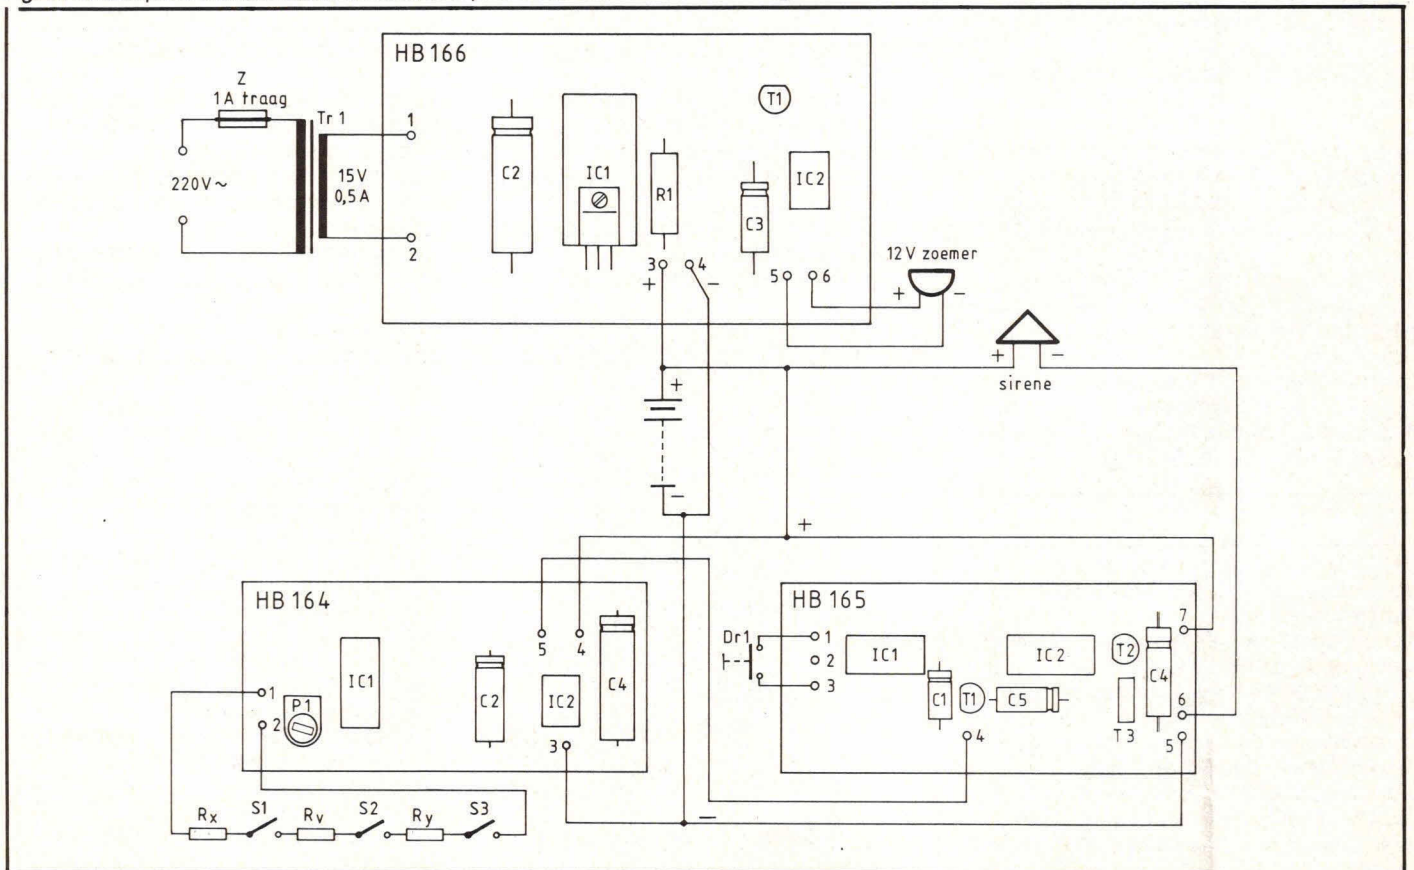 HB 166
Z
1A traag
Tr 1
220V~
15V
0,5A
1
2
C2
IC1
R1
T1
C3
IC2
3
4
+
-
5
6
12V zoemer
+
-
+
-
sirene
+
-
+
HB 164
1
2
P1
IC1
C2
5
4
IC2
C4
3
HB 165
Dr1
1
2
3
IC1
C1
T1
C5
IC2
T2
T3
C4
7
6
5
4
Rx
S1
Rv
S2
Ry
S3
-